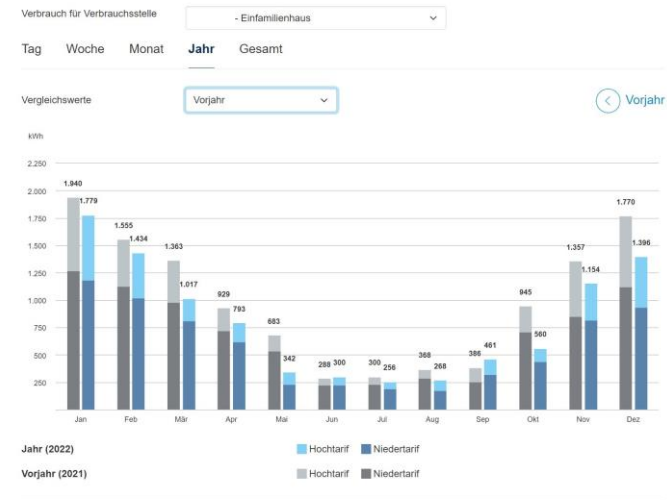 Verbrauch für Verbrauchsstelle
- Einfamilienhaus
Tag Woche Monat Jahr Gesamt
Vergleichswerte Vorjahr Vorjahr
kWh
2.250
2.000
1.750
1.500
1.250
1.000
750
500
250
1.940 1.779
1.555 1.434
1.363 1.017
929 793
683 342
288 300
300 256
368 268
386 461
945 560
1.357 1.154
1.770 1.396
Jan Feb Mär Apr Mai Jun Jul Aug Sep Okt Nov Dez
Jahr (2022) Hochtarif Niedertarif
Vorjahr (2021) Hochtarif Niedertarif